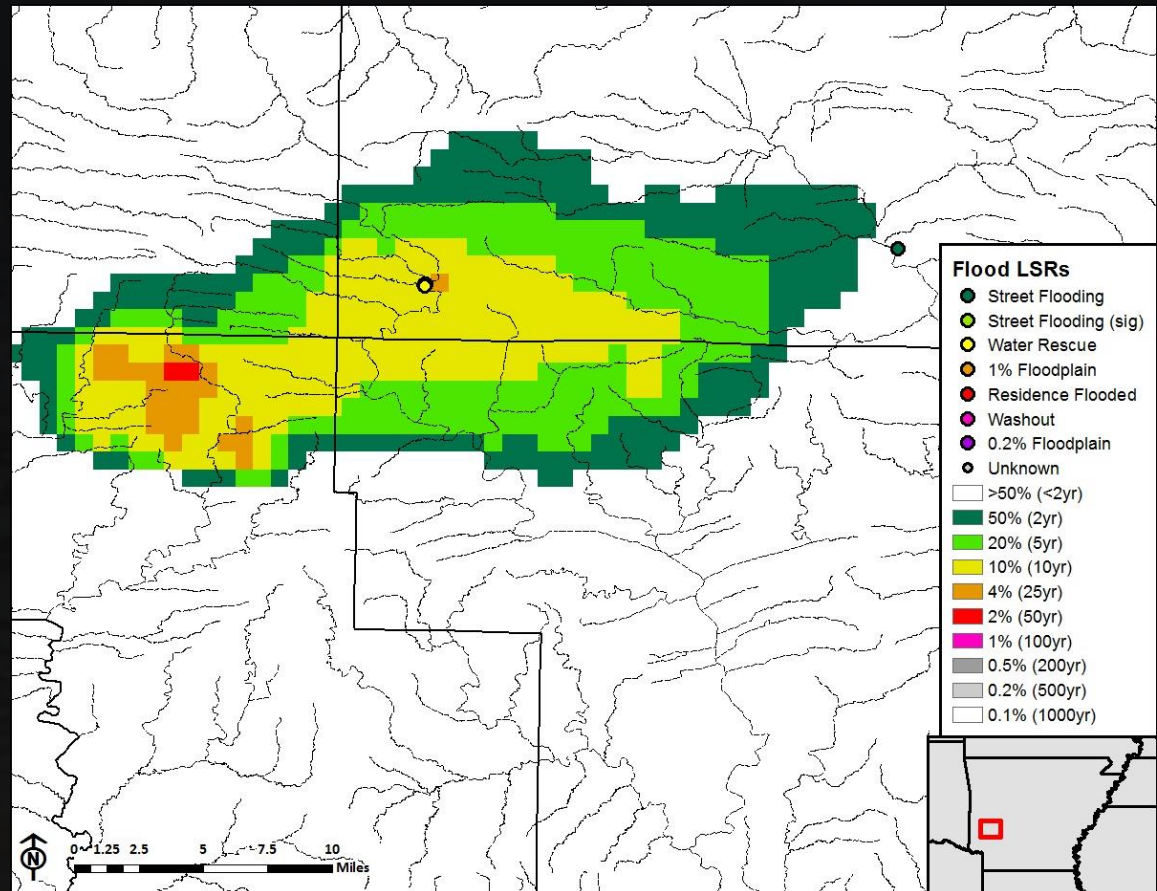 Flood LSRs
Street Flooding
Street Flooding (sig)
Water Rescue
1% Floodplain
Residence Flooded
Washout
0.2% Floodplain
Unknown
>50% (<2yr)
50% (2yr)
20% (5yr)
10% (10yr)
4% (25yr)
2% (50yr)
1% (100yr)
0.5% (200yr)
0.2% (500yr)
0.1% (1000yr)
N
0 1.25 2.5 5 7.5 10
Miles